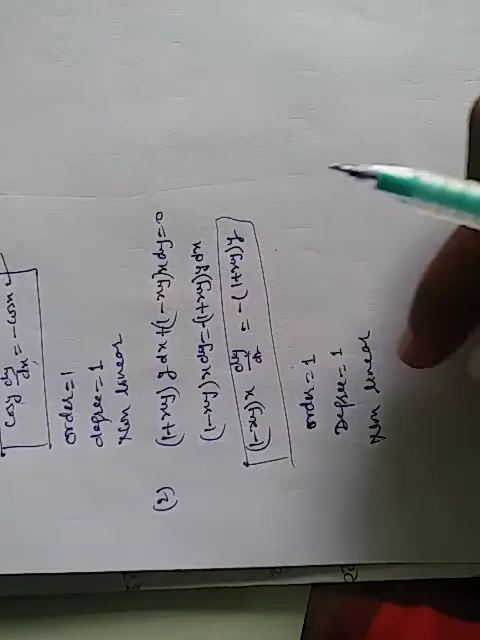 cosy dy/dx = -cosx
order=1
degree=1
Non linear
(2) (1+xy) y dx + (1-xy) x dy = 0
(1-xy) x dy = -(1+xy) y dx
(1-xy) x dy/dx = -(1+xy) y
order=1
Degree=1
Non linear